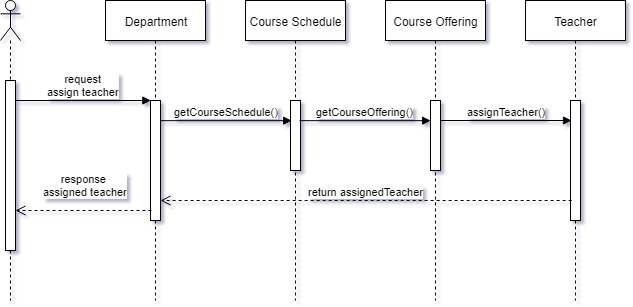 Department
Course Schedule
Course Offering
Teacher
request
assign teacher
getCourseSchedule()
getCourseOffering()
assignTeacher()
response
assigned teacher
return assignedTeacher